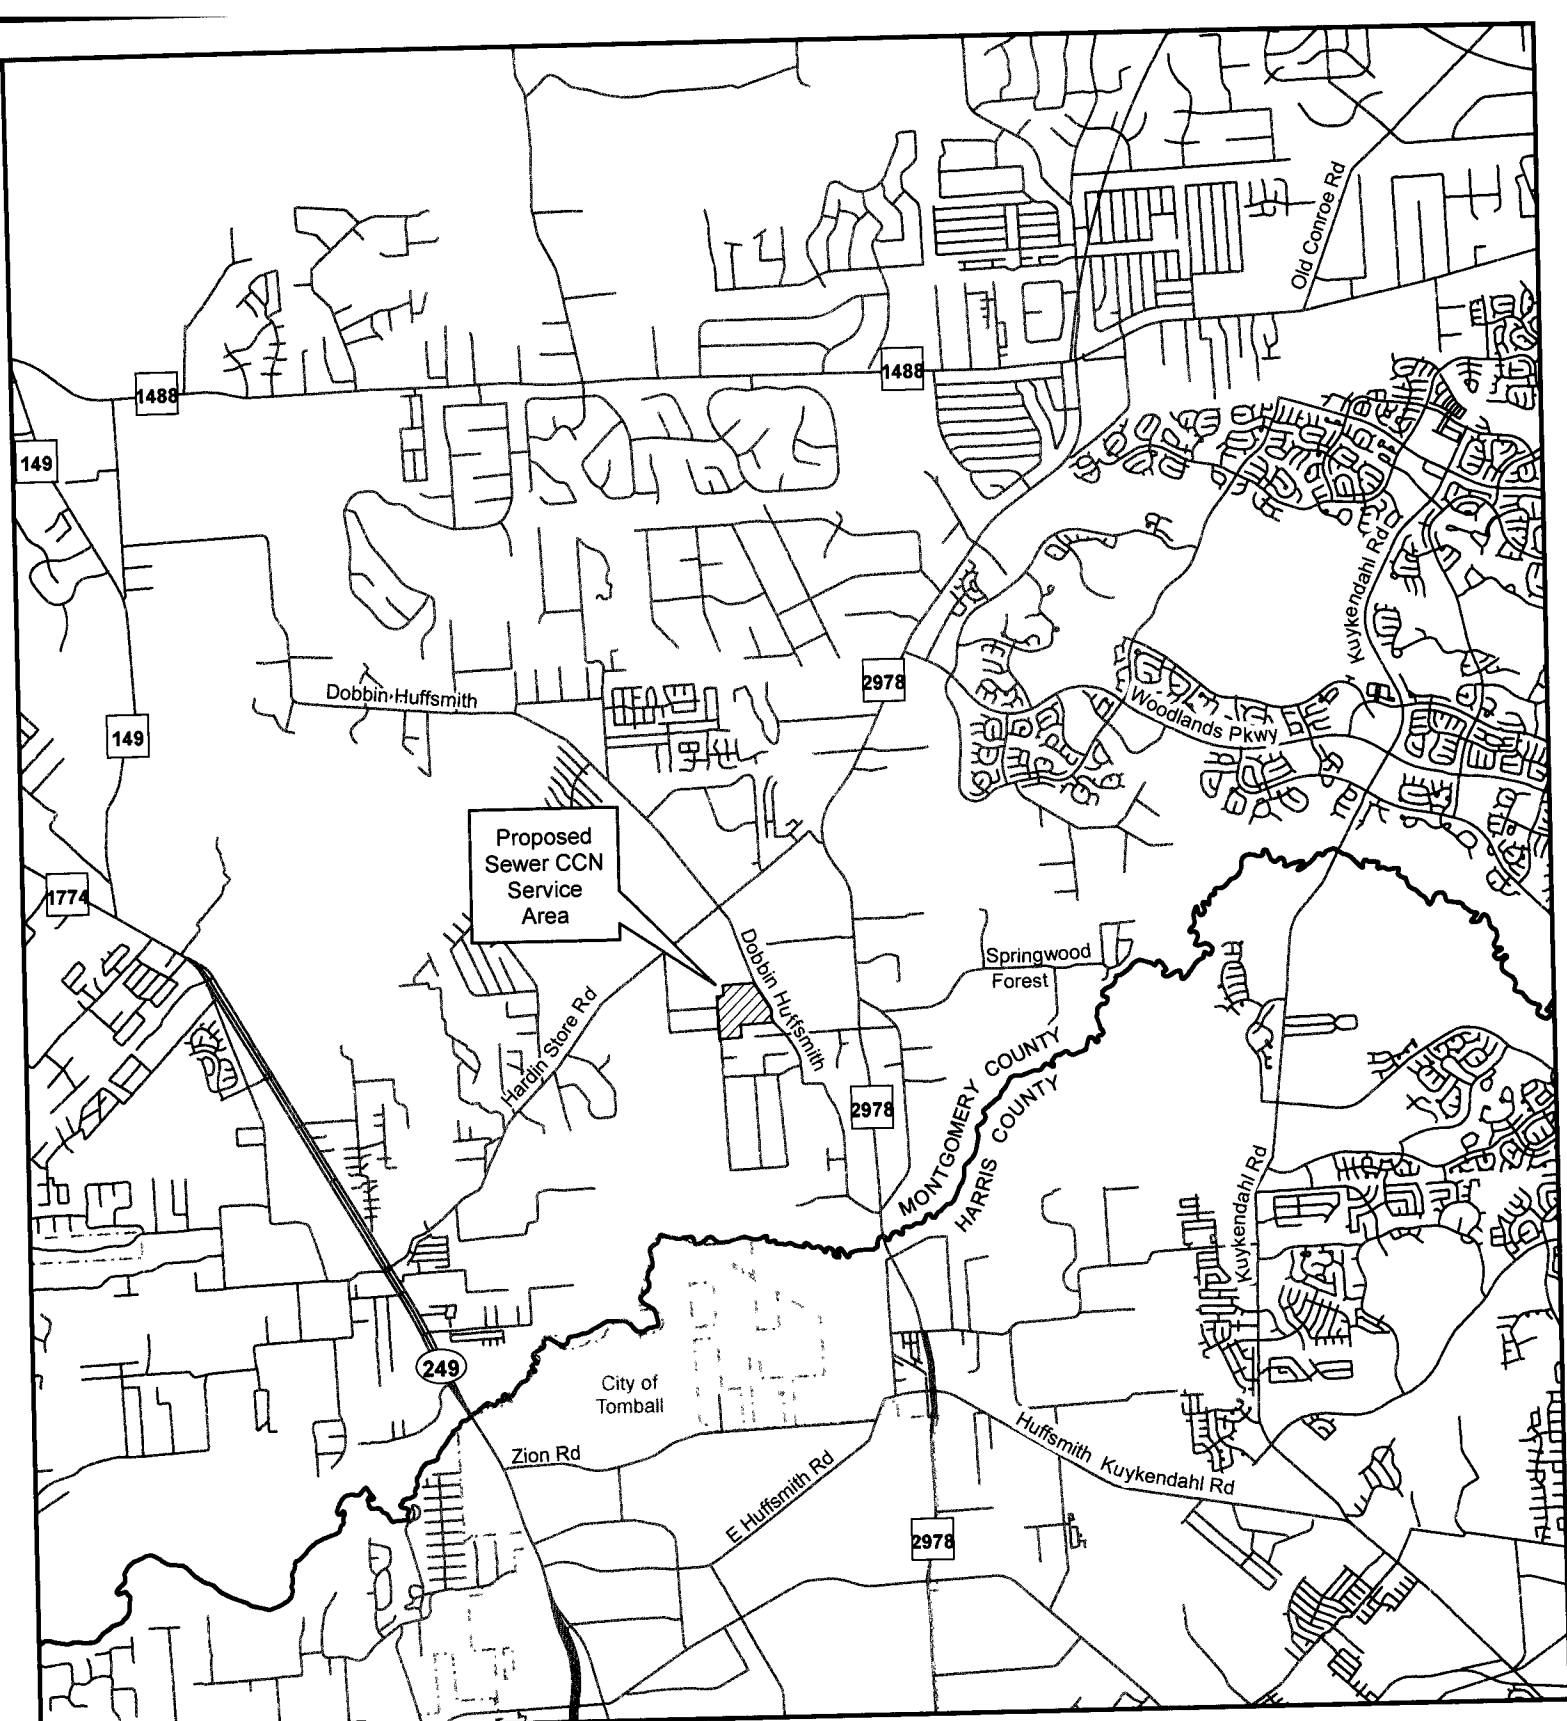 Old Conroe Rd
1488
1488
149
Kuykendahl Rd
2978
Dobbin Huffsmith
Woodlands Pkwy
149
Proposed
Sewer CCN
Service
Area
1774
Dobbin Huffsmith
Springwood
Forest
Hardin Store Rd
MONTGOMERY COUNTY
HARRIS COUNTY
2978
Kuykendahl Rd
249
City of
Tomball
Zion Rd
E Huffsmith Rd
Huffsmith Kuykendahl Rd
2978